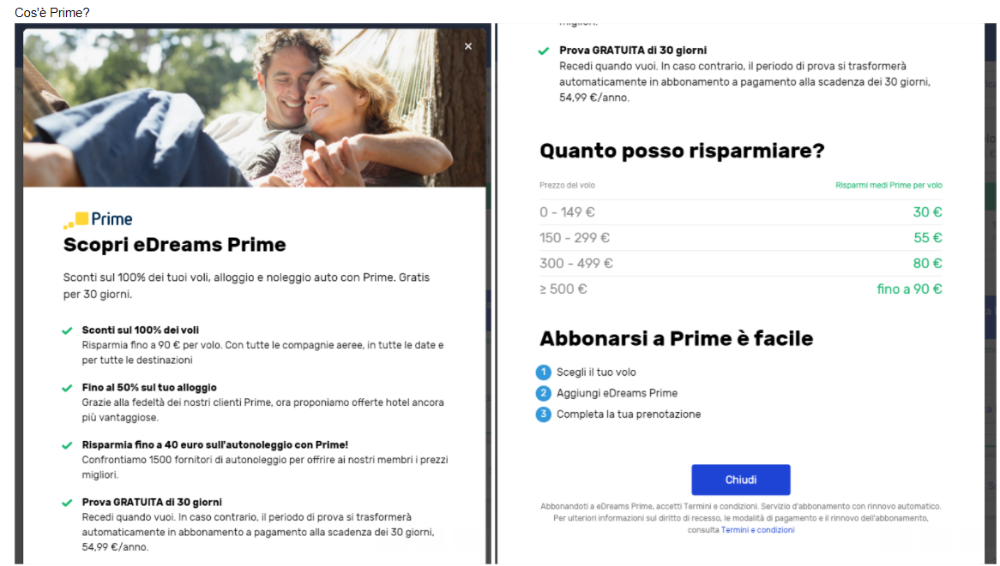 Cos'è Prime?
Prime
Scopri eDreams Prime
Sconti sul 100% dei tuoi voli, alloggio e noleggio auto con Prime. Gratis
per 30 giorni.
Sconti sul 100% dei voli
Risparmia fino a 90 € per volo. Con tutte le compagnie aeree, in tutte le date e
per tutte le destinazioni
Fino al 50% sul tuo alloggio
Grazie alla fedeltà dei nostri clienti Prime, ora proponiamo offerte hotel ancora
più vantaggiose.
Risparmia fino a 40 euro sull'autonoleggio con Prime!
Confrontiamo 1500 fornitori di autonoleggio per offrire ai nostri membri i prezzi
migliori.
Prova GRATUITA di 30 giorni
Recedi quando vuoi. In caso contrario, il periodo di prova si trasformerà
automaticamente in abbonamento a pagamento alla scadenza dei 30 giorni,
54,99 €/anno.
migliori.
Prova GRATUITA di 30 giorni
Recedi quando vuoi. In caso contrario, il periodo di prova si trasformerà
automaticamente in abbonamento a pagamento alla scadenza dei 30 giorni,
54,99 €/anno.
Quanto posso risparmiare?
Prezzo del volo Risparmi medi Prime per volo
0 - 149 € 30 €
150 - 299 € 55 €
300 - 499 € 80 €
≥ 500 € fino a 90 €
Abbonarsi a Prime è facile
1 Scegli il tuo volo
2 Aggiungi eDreams Prime
3 Completa la tua prenotazione
Chiudi
Abbonandoti a eDreams Prime, accetti Termini e condizioni. Servizio d'abbonamento con rinnovo automatico.
Per ulteriori informazioni sul diritto di recesso, le modalità di pagamento e il rinnovo dell'abbonamento,
consulta Termini e condizioni